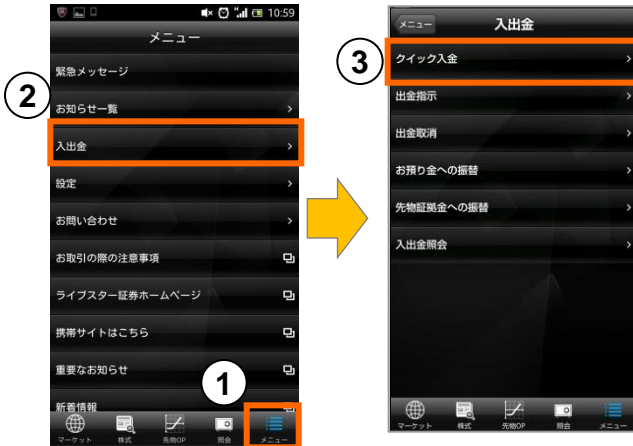 10:59
メニュー
緊急メッセージ
お知らせ一覧
入出金
設定
お問い合わせ
お取引の際の注意事項
ライブスター証券ホームページ
携帯サイトはこちら
重要なお知らせ
新着情報
マーケット
株式
先物OP
照会
メニュー
②
①
メニュー
入出金
③
クイック入金
出金指示
出金取消
お預り金への振替
先物証拠金への振替
入出金照会
マーケット
株式
先物OP
照会
メニュー